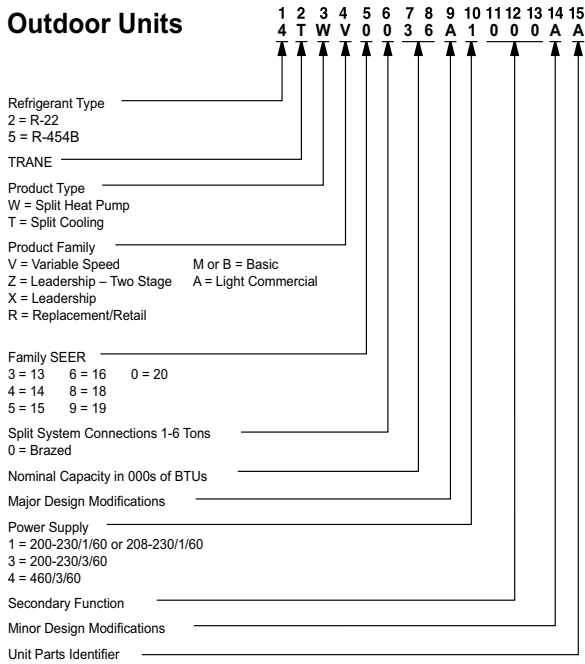 Outdoor Units
1 2 3 4 5 6 7 8 9 10 11 12 13 14 15
4 T W V 0 0 3 6 A 1 0 0 0 A A
Refrigerant Type
2 = R-22
5 = R-454B
TRANE
Product Type
W = Split Heat Pump
T = Split Cooling
Product Family
V = Variable Speed M or B = Basic
Z = Leadership – Two Stage A = Light Commercial
X = Leadership
R = Replacement/Retail
Family SEER
3 = 13 6 = 16 0 = 20
4 = 14 8 = 18
5 = 15 9 = 19
Split System Connections 1-6 Tons
0 = Brazed
Nominal Capacity in 000s of BTUs
Major Design Modifications
Power Supply
1 = 200-230/1/60 or 208-230/1/60
3 = 200-230/3/60
4 = 460/3/60
Secondary Function
Minor Design Modifications
Unit Parts Identifier